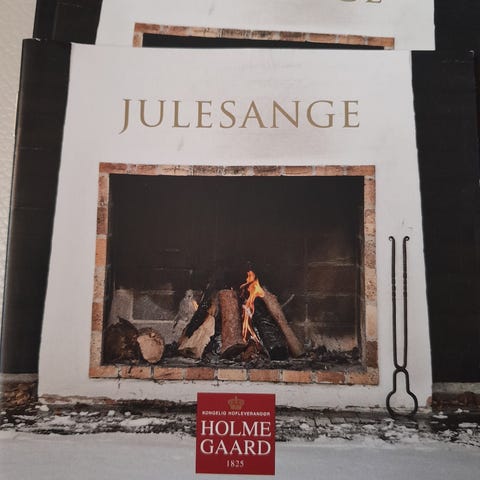 JULESANGE
KONGELIG HOFLEVERANDØR
HOLME
GAARD
1825